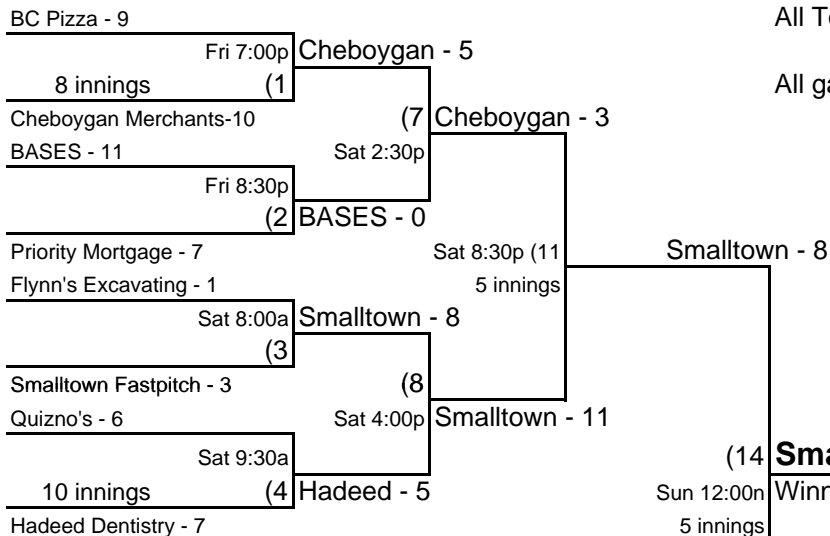 BC Pizza - 9
All
Fri 7:00p Cheboygan - 5
8 innings (1
All
Cheboygan Merchants-10
(7 Cheboygan - 3
BASES - 11
Sat 2:30p
Fri 8:30p
(2 BASES - 0
Priority Mortgage - 7
Sat 8:30p (11
Smalltown - 8
Flynn's Excavating - 1
5 innings
Sat 8:00a Smalltown - 8
(3
Smalltown Fastpitch - 3
(8
Quizno's - 6
Sat 4:00p Smalltown - 11
Sat 9:30a
(14
10 innings (4 Hadeed - 5
Sun 12:00n
Hadeed Dentistry - 7
5 innings